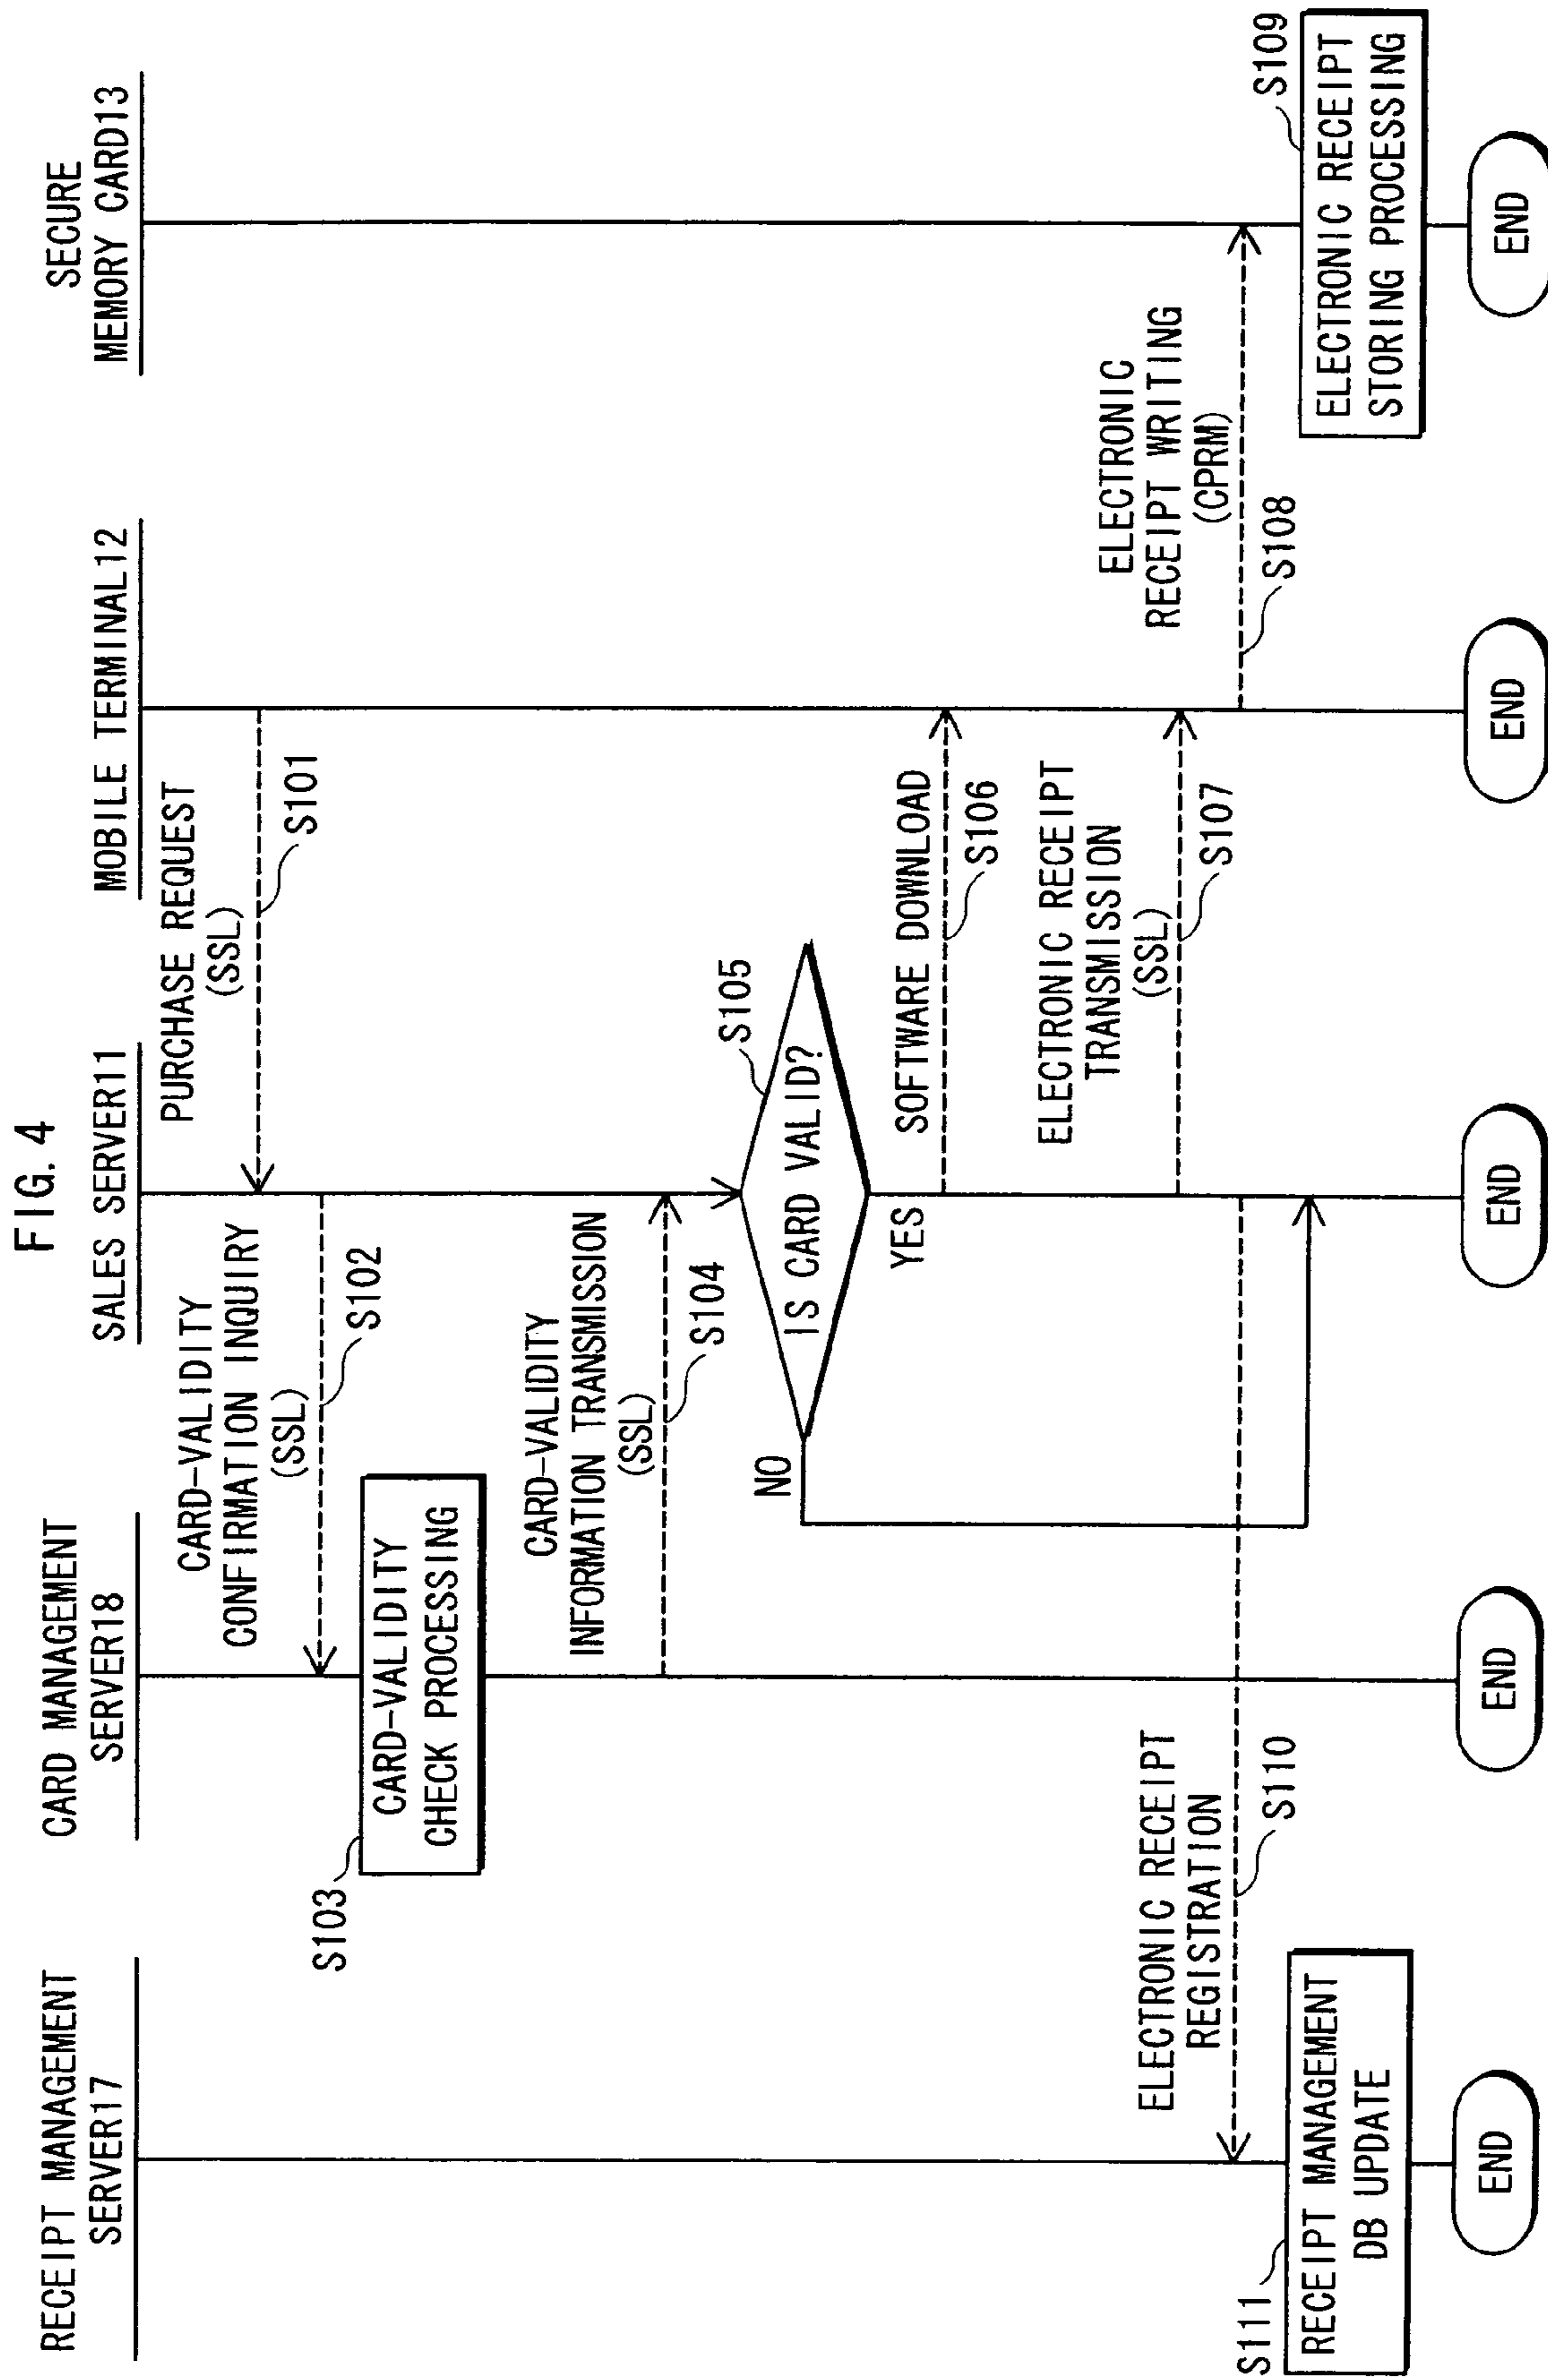 FIG. 4
RECEIPT MANAGEMENT
SERVER17
CARD MANAGEMENT
SERVER18
SALES SERVER11
MOBILE TERMINAL12
SECURE
MEMORY CARD13
PURCHASE REQUEST
(SSL)
S101
CARD-VALIDITY
CONFIRMATION INQUIRY
(SSL)
S102
S103
CARD-VALIDITY
CHECK PROCESSING
CARD-VALIDITY
INFORMATION TRANSMISSION
(SSL)
S104
S105
IS CARD VALID?
NO
YES
SOFTWARE DOWNLOAD
S106
ELECTRONIC RECEIPT
TRANSMISSION
(SSL)
S107
ELECTRONIC
RECEIPT WRITING
(CPRM)
S108
S109
ELECTRONIC RECEIPT
STORING PROCESSING
ELECTRONIC RECEIPT
REGISTRATION
S110
S111
RECEIPT MANAGEMENT
DB UPDATE
END
END
END
END
END